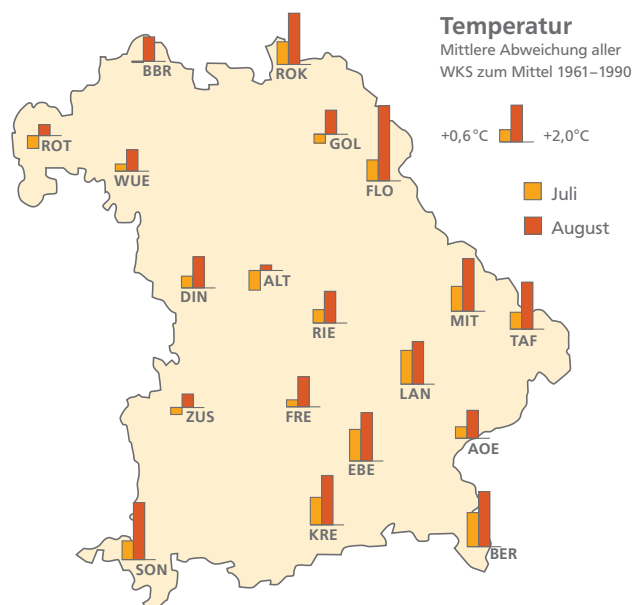 Temperatur
Mittlere Abweichung aller
WKS zum Mittel 1961–1990
+0,6 °C
+2,0°C
Juli
August
BBR
ROK
ROT
GOL
WUE
FLO
DIN
ALT
RIE
MIT
TAF
LAN
ZUS
FRE
AOE
EBE
KRE
BER
SON